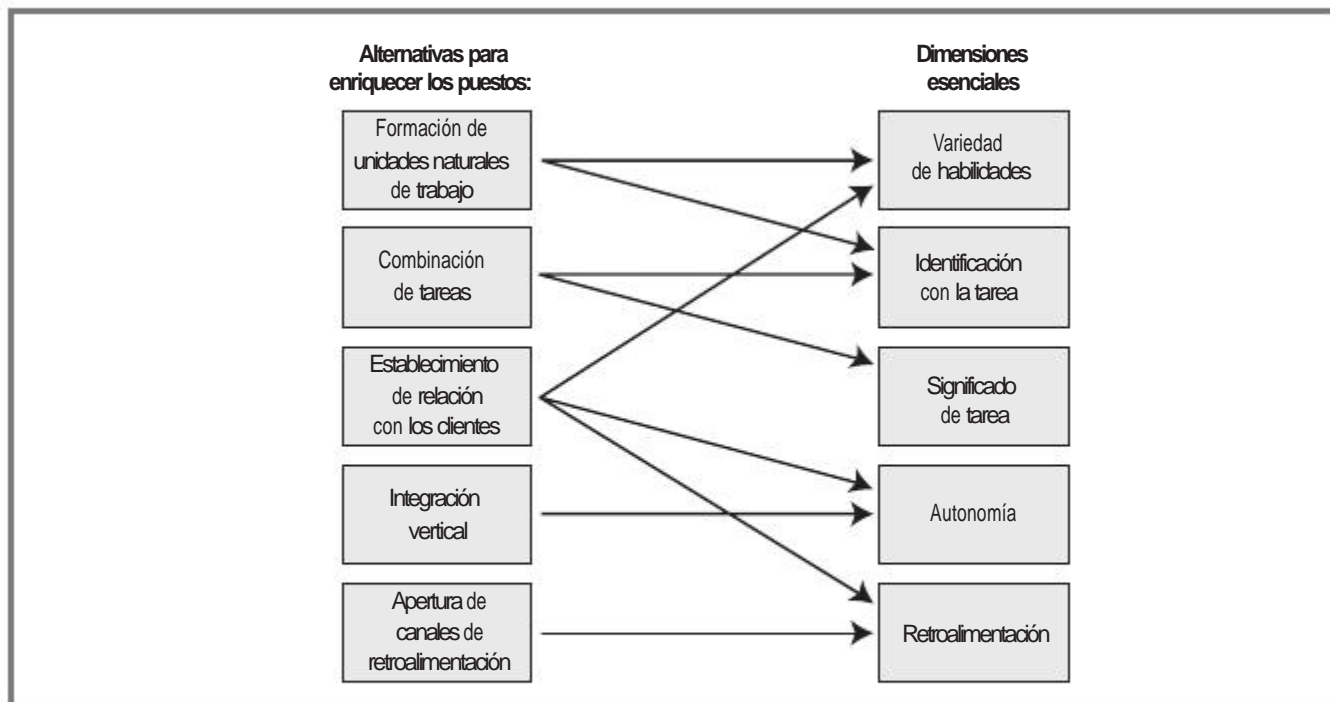 Alternativas para
enriquecer los puestos:
Formación de
unidades naturales
de trabajo
Combinación
de tareas
Establecimiento
de relación
con los clientes
Integración
vertical
Apertura de
canales de
retroalimentación
Dimensiones
esenciales
Variedad
de habilidades
Identificación
con la tarea
Significado
de tarea
Autonomía
Retroalimentación